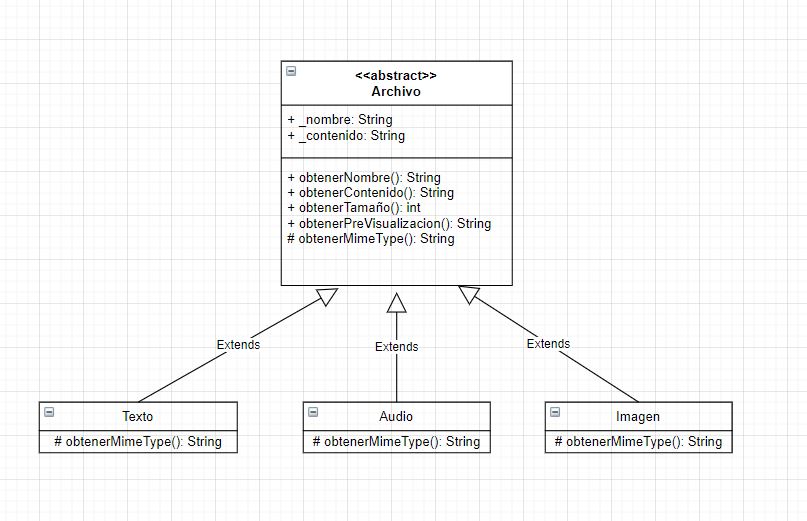 <<abstract>>
Archivo
+ _nombre: String
+ _contenido: String
+ obtenerNombre(): String
+ obtenerContenido(): String
+ obtenerTamaño(): int
+ obtenerPreVisualizacion(): String
# obtenerMimeType(): String
Extends
Extends
Extends
Texto
# obtenerMimeType(): String
Audio
# obtenerMimeType(): String
Imagen
# obtenerMimeType(): String